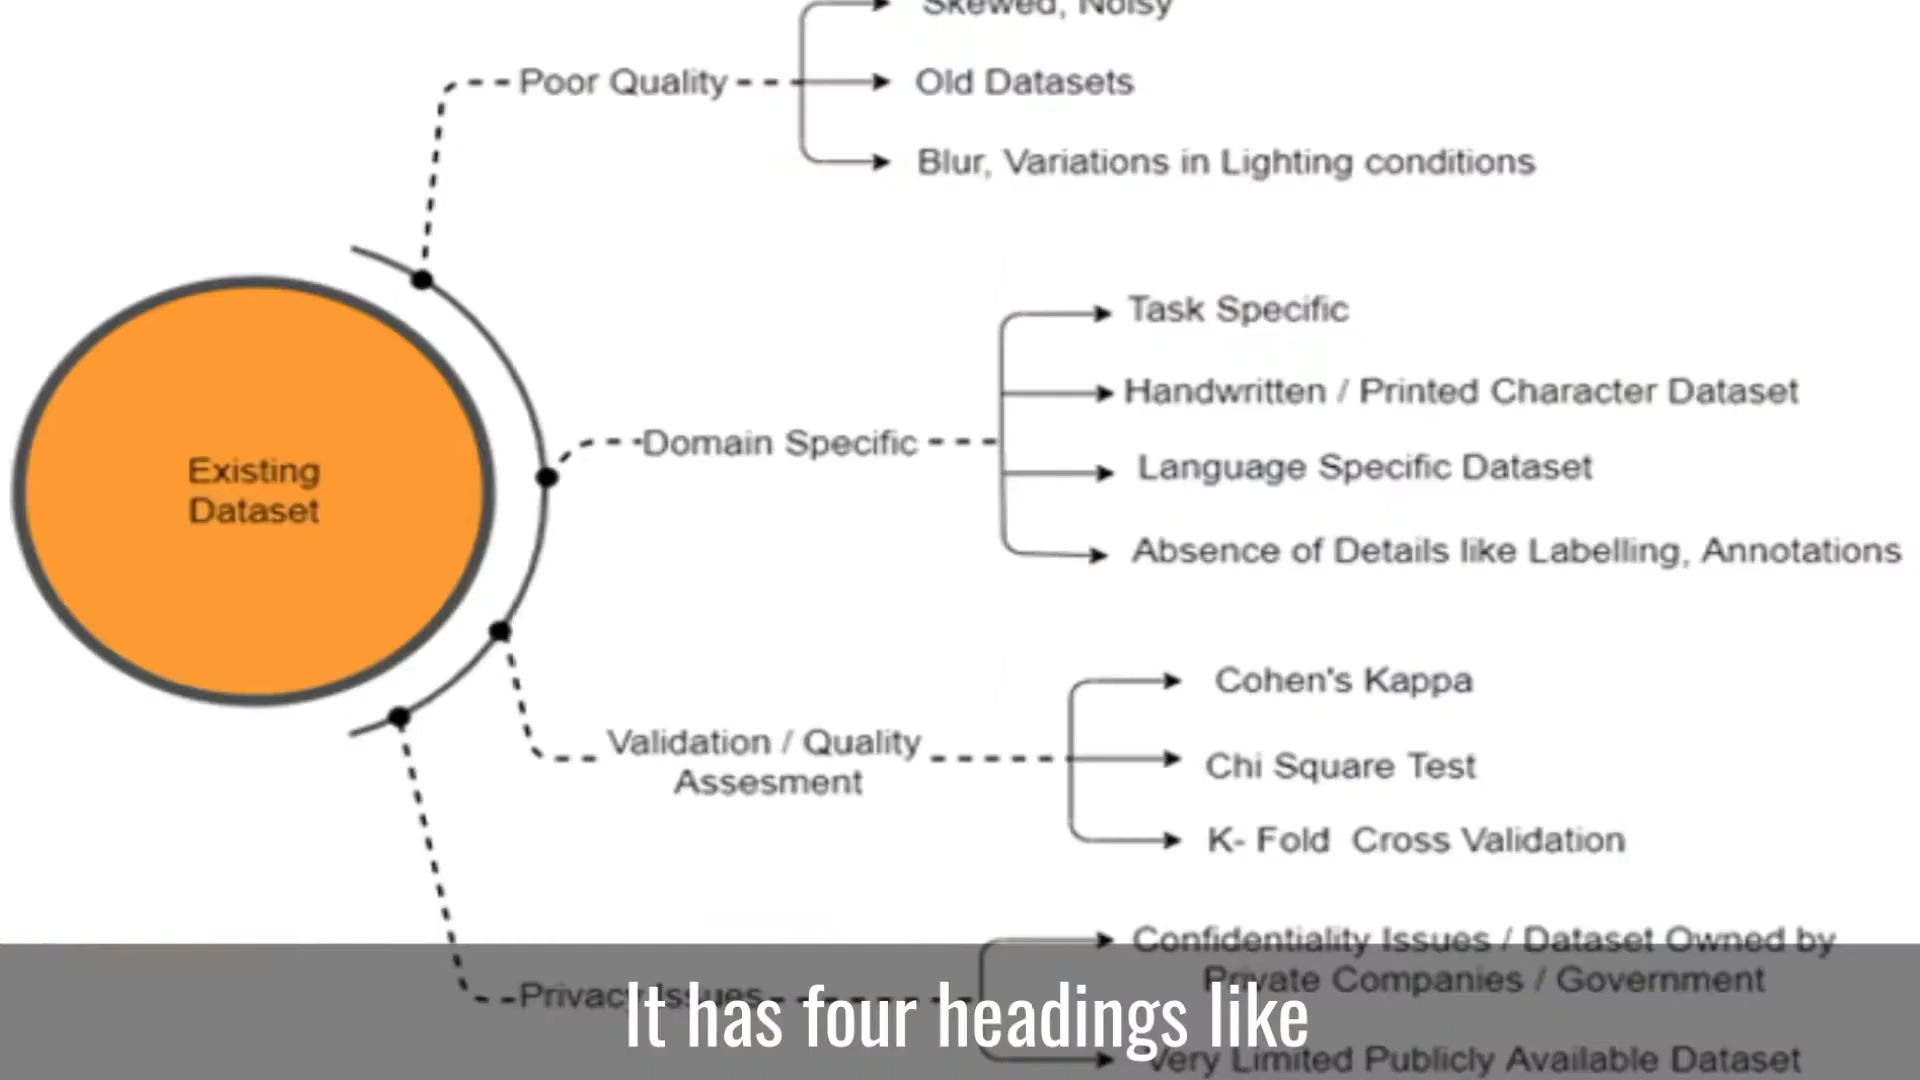 Skewed, Noisy
Poor Quality
Old Datasets
Blur, Variations in Lighting conditions
Existing
Dataset
Task Specific
Handwritten / Printed Character Dataset
Domain Specific
Language Specific Dataset
Absence of Details like Labelling, Annotations
Cohen's Kappa
Validation / Quality
Assesment
Chi Square Test
K- Fold Cross Validation
Confidentiality Issues / Dataset Owned by
Private Companies / Government
Privacy Issues
Very Limited Publicly Available Dataset
It has four headings like